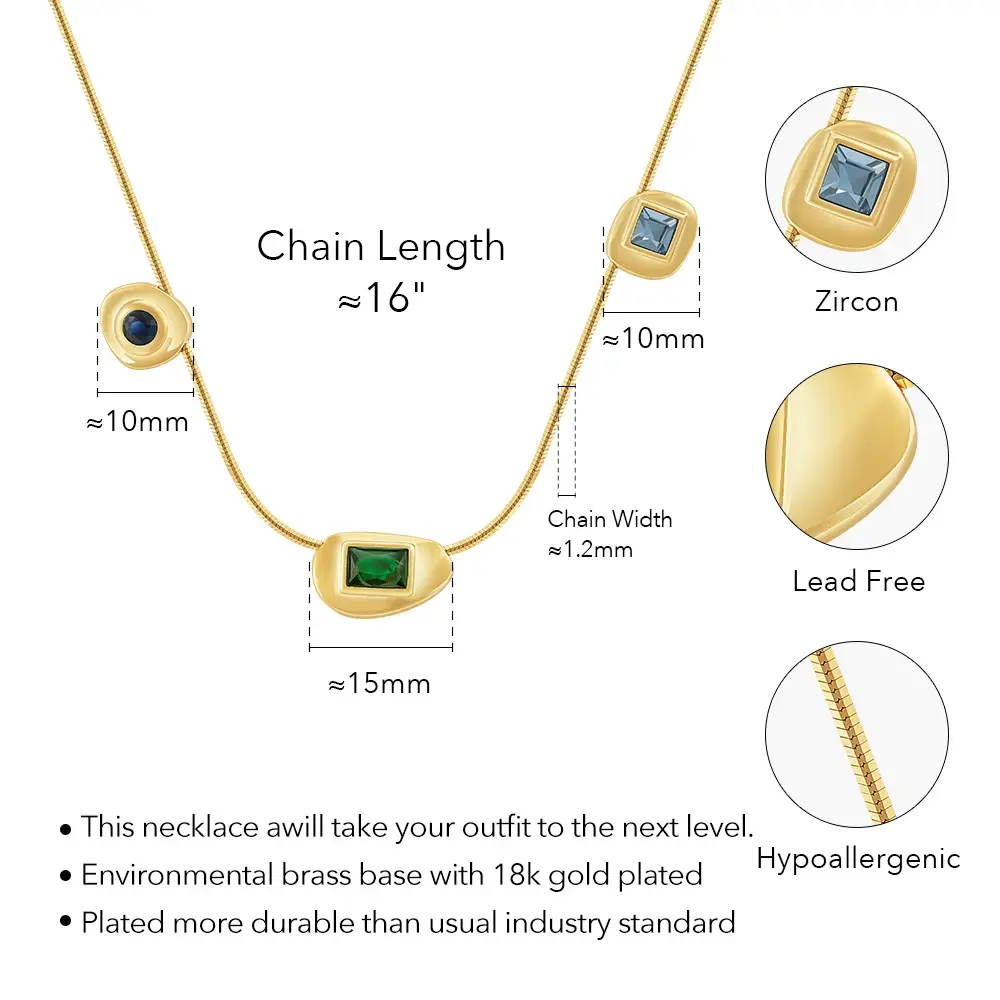 Chain Length
≈16"
≈10mm
≈10mm
Chain Width
≈1.2mm
≈15mm
Zircon
Lead Free
Hypoallergenic
• This necklace awill take your outfit to the next level.
• Environmental brass base with 18k gold plated
• Plated more durable than usual industry standard